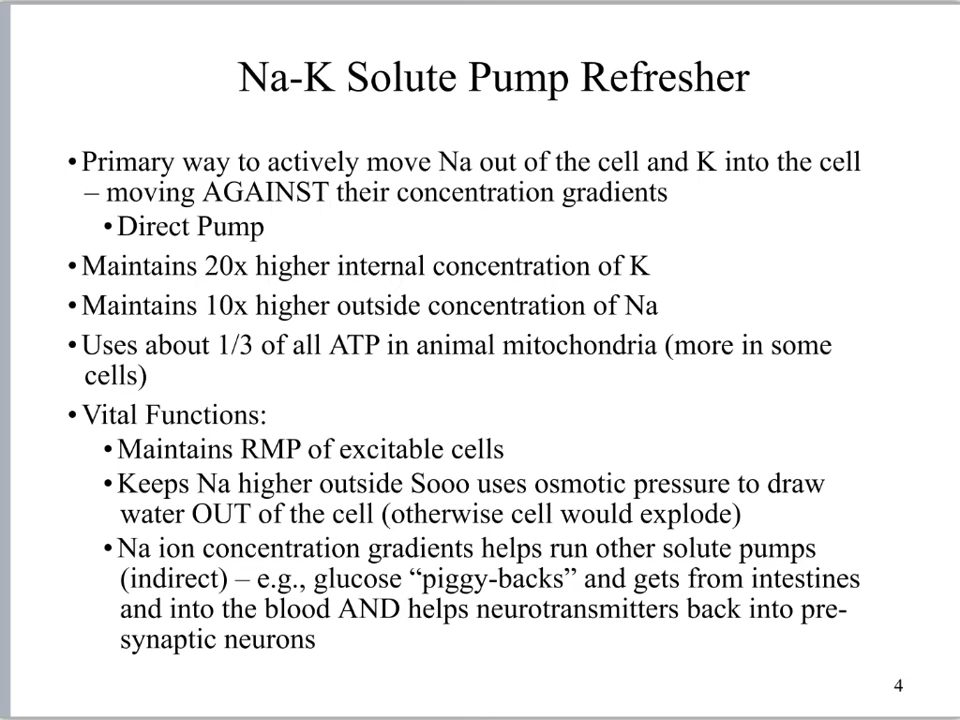 Na-K Solute Pump Refresher
• Primary way to actively move Na out of the cell and K into the cell
– moving AGAINST their concentration gradients
• Direct Pump
• Maintains 20x higher internal concentration of K
• Maintains 10x higher outside concentration of Na
• Uses about 1/3 of all ATP in animal mitochondria (more in some
cells)
• Vital Functions:
• Maintains RMP of excitable cells
• Keeps Na higher outside Sooo uses osmotic pressure to draw
water OUT of the cell (otherwise cell would explode)
• Na ion concentration gradients helps run other solute pumps
(indirect) – e.g., glucose “piggy-backs” and gets from intestines
and into the blood AND helps neurotransmitters back into pre-
synaptic neurons
4